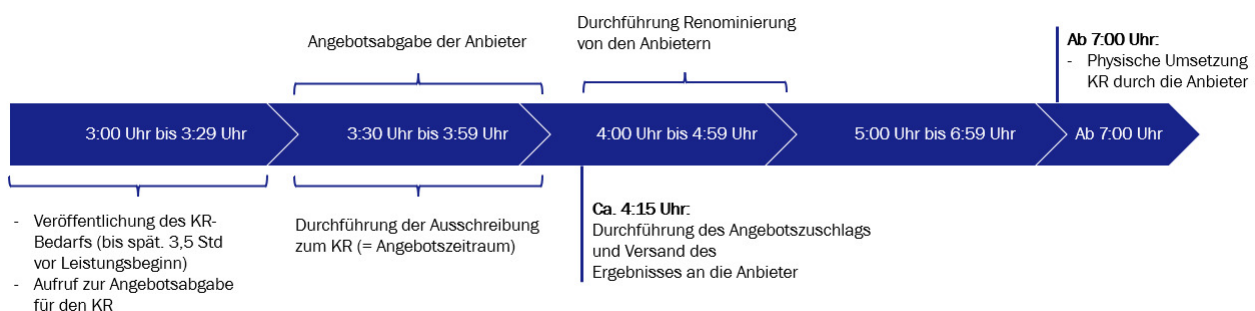 Angebotsabgabe der Anbieter
Durchführung Renominierung
von den Anbietern
Ab 7:00 Uhr:
- Physische Umsetzung
KR durch die Anbieter
3:00 Uhr bis 3:29 Uhr
3:30 Uhr bis 3:59 Uhr
4:00 Uhr bis 4:59 Uhr
5:00 Uhr bis 6:59 Uhr
Ab 7:00 Uhr
- Veröffentlichung des KR-
Bedarfs (bis spät. 3,5 Std
vor Leistungsbeginn)
- Aufruf zur Angebotsabgabe
für den KR
Durchführung der Ausschreibung
zum KR (= Angebotszeitraum)
Ca. 4:15 Uhr:
Durchführung des Angebotszuschlags
und Versand des
Ergebnisses an die Anbieter